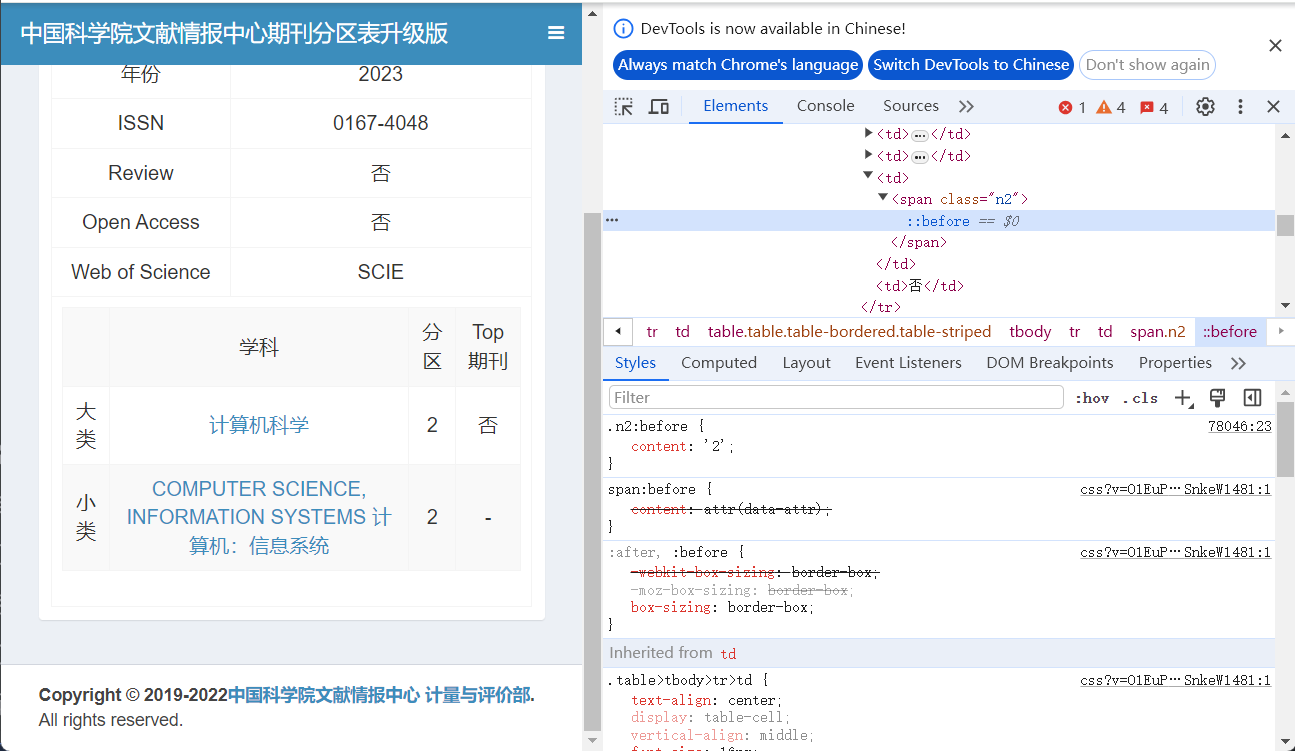 中国科学院文献情报中心期刊分区表升级版
年份 2023
ISSN 0167-4048
Review 否
Open Access 否
Web of Science SCIE
学科 分区 Top期刊
大类 计算机科学 2 否
小类 COMPUTER SCIENCE,
INFORMATION SYSTEMS 计
算机：信息系统 2 -
Copyright © 2019-2022中国科学院文献情报中心 计量与评价部.
All rights reserved.
DevTools is now available in Chinese!
Always match Chrome's language Switch DevTools to Chinese Don't show again
Elements Console Sources 1 4 4
<td>…</td>
<td>…</td>
<td>
<span class="n2">
… ::before == $0
</span>
</td>
<td>否</td>
</tr>
tr td table.table.table-bordered.table-striped tbody tr td span.n2 ::before
Styles Computed Layout Event Listeners DOM Breakpoints Properties
Filter :hov .cls
.n2:before { 78046:23
content: '2';
}
span:before { css?v=O1EuP…SnkeW1481:1
content: attr(data-attr);
}
:after, :before { css?v=O1EuP…SnkeW1481:1
-webkit-box-sizing: border-box;
-moz-box-sizing: border-box;
box-sizing: border-box;
}
Inherited from td
.table>tbody>tr>td { css?v=O1EuP…SnkeW1481:1
text-align: center;
display: table-cell;
vertical-align: middle;